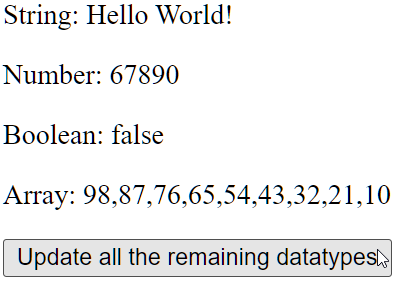 String: Hello World!
Number: 67890
Boolean: false
Array: 98,87,76,65,54,43,32,21,10
Update all the remaining datatypes